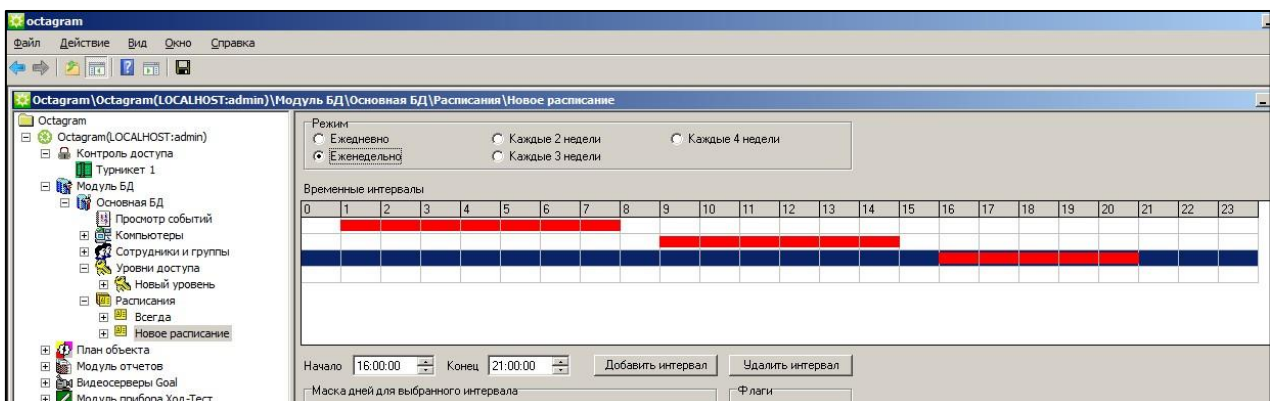 octagram
Файл Действие Вид Окно Справка
Octagram\Octagram(LOCALHOST:admin)\Модуль БД\Основная БД\Расписания\Новое расписание
Octagram
Octagram(LOCALHOST:admin)
Контроль доступа
Турникет 1
Модуль БД
Основная БД
Просмотр событий
Компьютеры
Сотрудники и группы
Уровни доступа
Новый уровень
Расписания
Всегда
Новое расписание
План объекта
Модуль отчетов
Видеосерверы Goal
Модуль прибора Ход-Тест
Режим
Ежедневно Каждые 2 недели Каждые 4 недели
Еженедельно Каждые 3 недели
Временные интервалы
0 1 2 3 4 5 6 7 8 9 10 11 12 13 14 15 16 17 18 19 20 21 22 23
Начало 16:00:00 Конец 21:00:00 Добавить интервал Удалить интервал
Маска дней для выбранного интервала Флаги